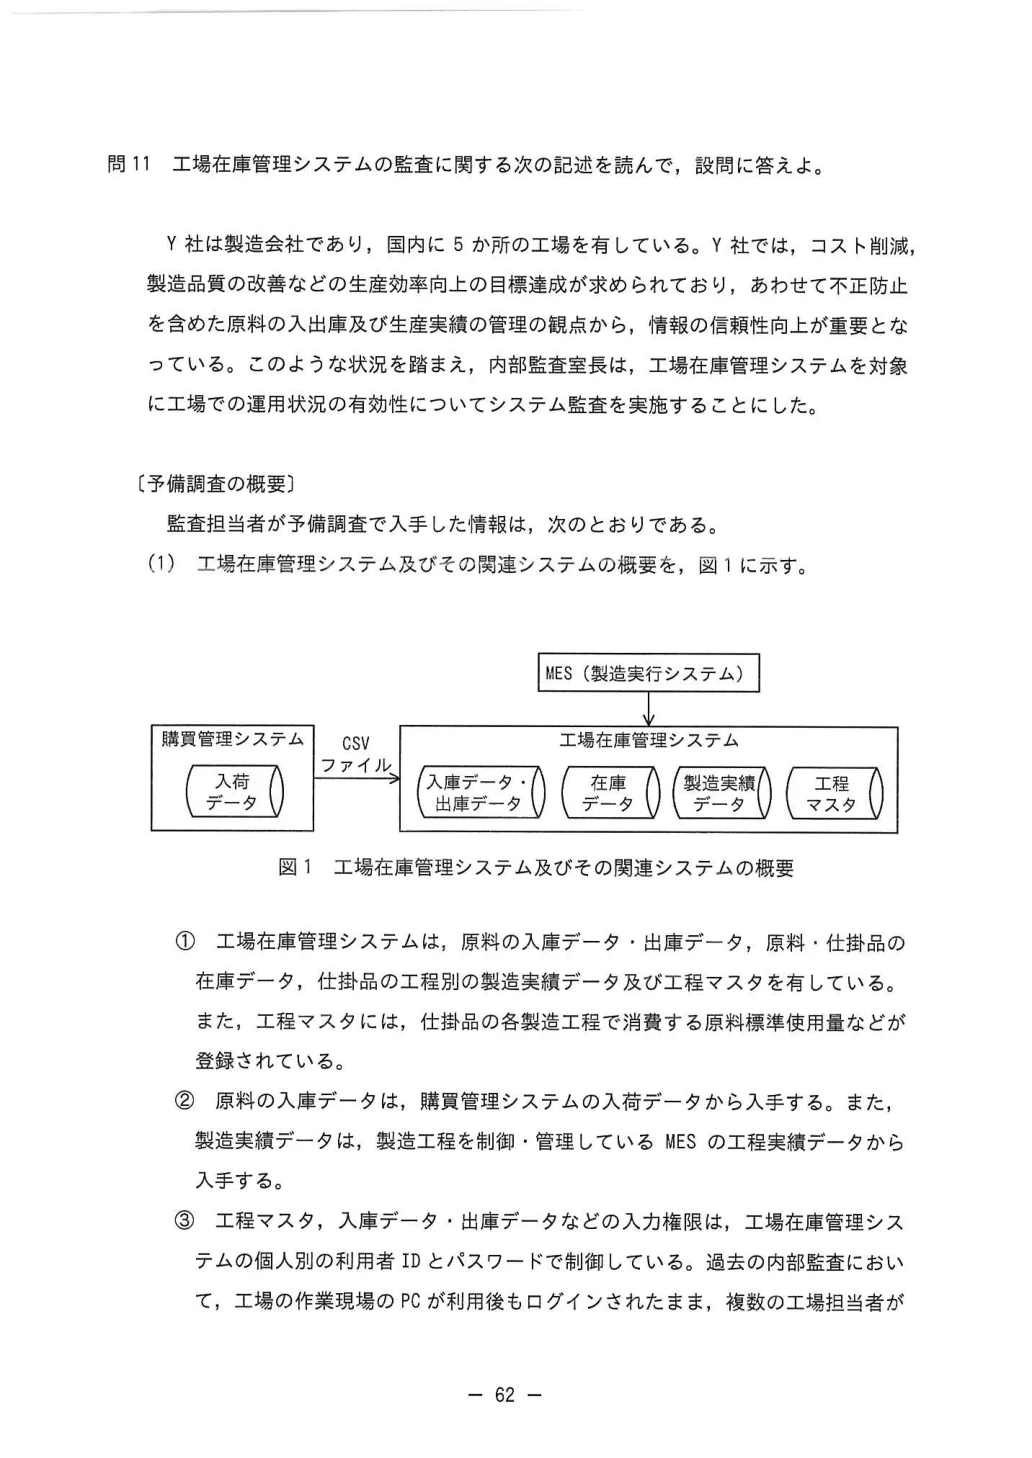 問11　工場在庫管理システムの監査に関する次の記述を読んで，設問に答えよ。
Y 社は製造会社であり，国内に 5 か所の工場を有している。Y 社では，コスト削減，
製造品質の改善などの生産効率向上の目標達成が求められており，あわせて不正防止
を含めた原料の入出庫及び生産実績の管理の観点から，情報の信頼性向上が重要とな
っている。このような状況を踏まえ，内部監査室長は，工場在庫管理システムを対象
に工場での運用状況の有効性についてシステム監査を実施することにした。
〔予備調査の概要〕
監査担当者が予備調査で入手した情報は，次のとおりである。
(1)　工場在庫管理システム及びその関連システムの概要を，図 1 に示す。
MES（製造実行システム）
購買管理システム
入荷
データ
CSV
ファイル
工場在庫管理システム
入庫データ・
出庫データ
在庫
データ
製造実績
データ
工程
マスタ
図 1　工場在庫管理システム及びその関連システムの概要
①　工場在庫管理システムは，原料の入庫データ・出庫データ，原料・仕掛品の
在庫データ，仕掛品の工程別の製造実績データ及び工程マスタを有している。
また，工程マスタには，仕掛品の各製造工程で消費する原料標準使用量などが
登録されている。
②　原料の入庫データは，購買管理システムの入荷データから入手する。また，
製造実績データは，製造工程を制御・管理している MES の工程実績データから
入手する。
③　工程マスタ，入庫データ・出庫データなどの入力権限は，工場在庫管理シス
テムの個人別の利用者 ID とパスワードで制御している。過去の内部監査におい
て，工場の作業現場の PC が利用後もログインされたまま，複数の工場担当者が
－ 62 －